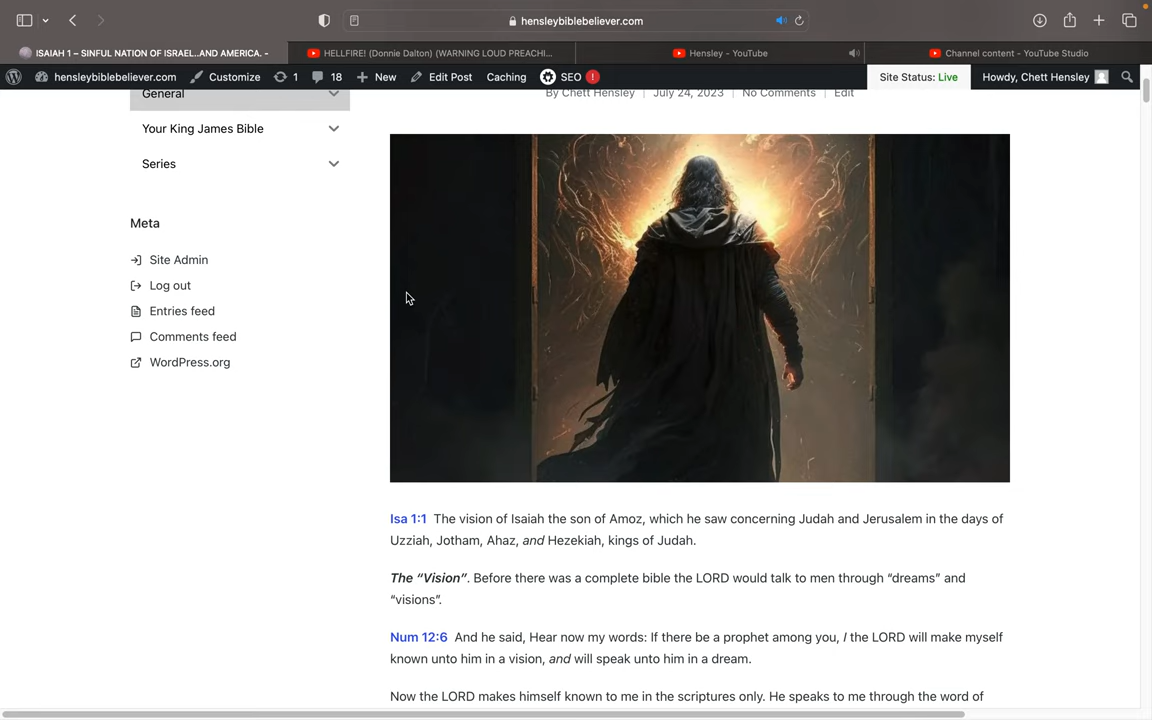 hensleybiblebeliever.com
ISAIAH 1 – SINFUL NATION OF ISRAEL..AND AMERICA. -
HELLFIRE! (Donnie Dalton) (WARNING LOUD PREACHI...
Hensley - YouTube
Channel content - YouTube Studio
hensleybiblebeliever.com
Customize
1
18
New
Edit Post
Caching
SEO !
Site Status: Live
Howdy, Chett Hensley
General
By Chett Hensley | July 24, 2023 | No Comments | Edit
Your King James Bible
Series
Meta
Site Admin
Log out
Entries feed
Comments feed
WordPress.org
Isa 1:1 The vision of Isaiah the son of Amoz, which he saw concerning Judah and Jerusalem in the days of
Uzziah, Jotham, Ahaz, and Hezekiah, kings of Judah.
The “Vision”. Before there was a complete bible the LORD would talk to men through “dreams” and
“visions”.
Num 12:6 And he said, Hear now my words: If there be a prophet among you, I the LORD will make myself
known unto him in a vision, and will speak unto him in a dream.
Now the LORD makes himself known to me in the scriptures only. He speaks to me through the word of